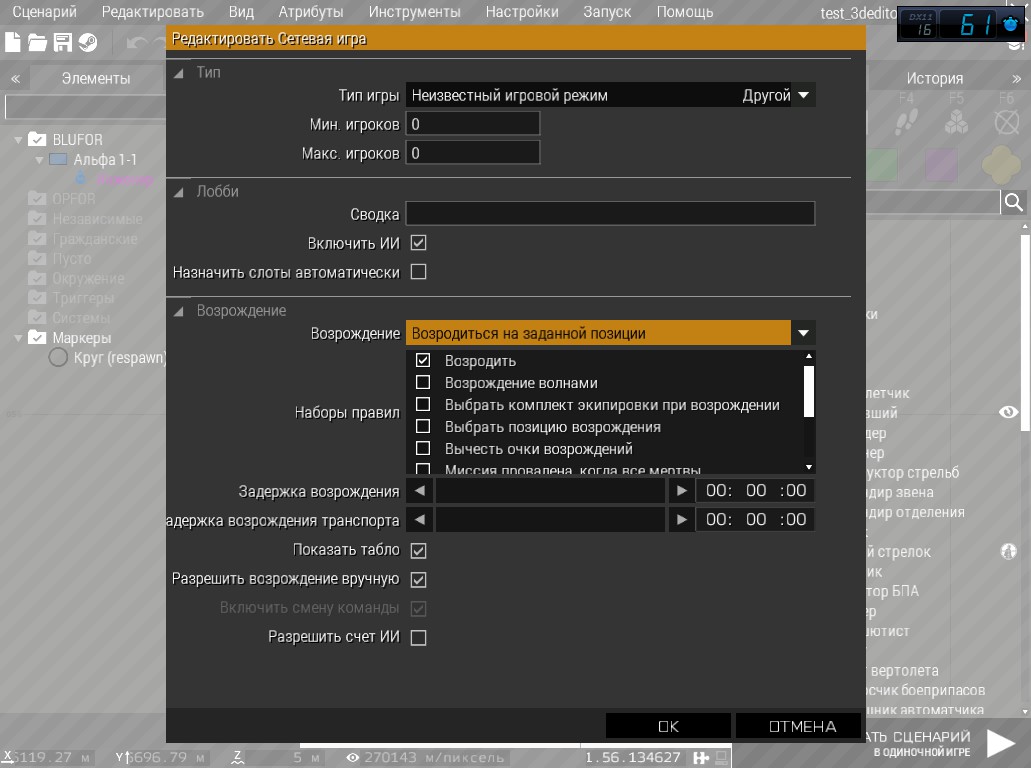 Сценарий Редактировать Вид Атрибуты Инструменты Настройки Запуск Помощь test_3dedito
DX11 16 61
Редактировать Сетевая игра
« Элементы
История »
F4 F5 F6
Тип
Тип игры Неизвестный игровой режим Другой
Мин. игроков 0
Макс. игроков 0
Лобби
Сводка
Включить ИИ
Назначить слоты автоматически
Возрождение
Возрождение Возродиться на заданной позиции
Наборы правил
Возродить
Возрождение волнами
Выбрать комплект экипировки при возрождении
Выбрать позицию возрождения
Вычесть очки возрождений
Миссия провалена, когда все мертвы
Задержка возрождения 00: 00 :00
адержка возрождения транспорта 00: 00 :00
Показать табло
Разрешить возрождение вручную
Включить смену команды
Разрешить счет ИИ
OK ОТМЕНА
BLUFOR
Альфа 1-1
OPFOR
Независимые
Гражданские
Пусто
Окружение
Триггеры
Системы
Маркеры
Круг (respawn)
ки
летчик
вший
дер
нер
руктор стрельб
ндир звена
ндир отделения
й стрелок
ик
тор БПА
ер
шютист
г вертолета
осчик боеприпасов
щник автоматчика
АТЬ СЦЕНАРИЙ
В ОДИНОЧНОЙ ИГРЕ
X 5119.27 м Y 6696.79 м Z 5 м 270143 м/пиксель 1.56.134627